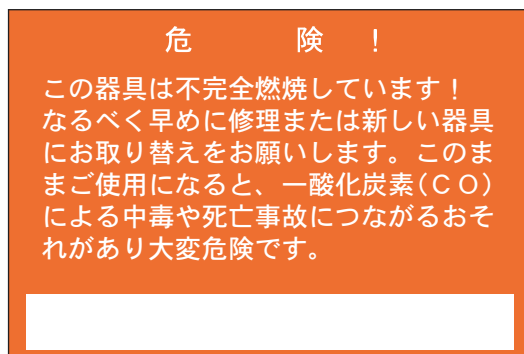 危　険！
この器具は不完全燃焼しています！
なるべく早めに修理または新しい器具
にお取り替えをお願いします。このま
まご使用になると、一酸化炭素（ＣＯ）
による中毒や死亡事故につながるおそ
れがあり大変危険です。